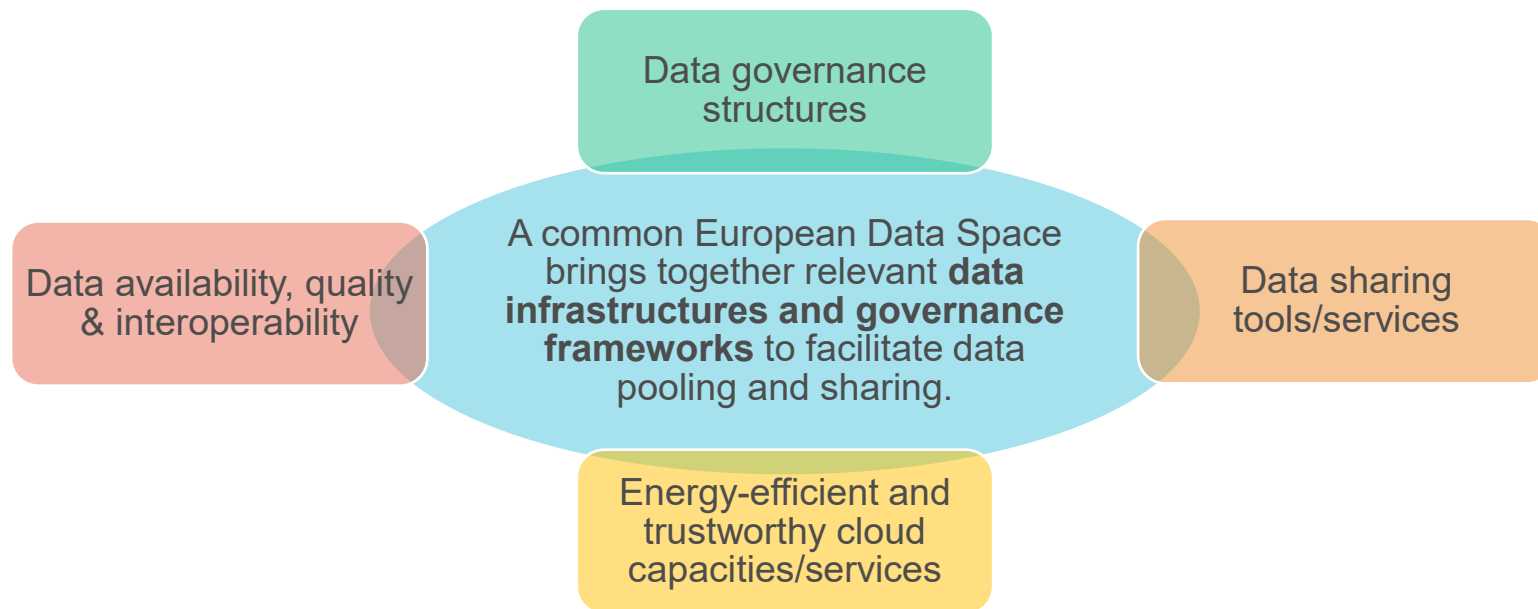 Data governance
structures
Data availability, quality
& interoperability
A common European Data Space
brings together relevant data
infrastructures and governance
frameworks to facilitate data
pooling and sharing.
Data sharing
tools/services
Energy-efficient and
trustworthy cloud
capacities/services